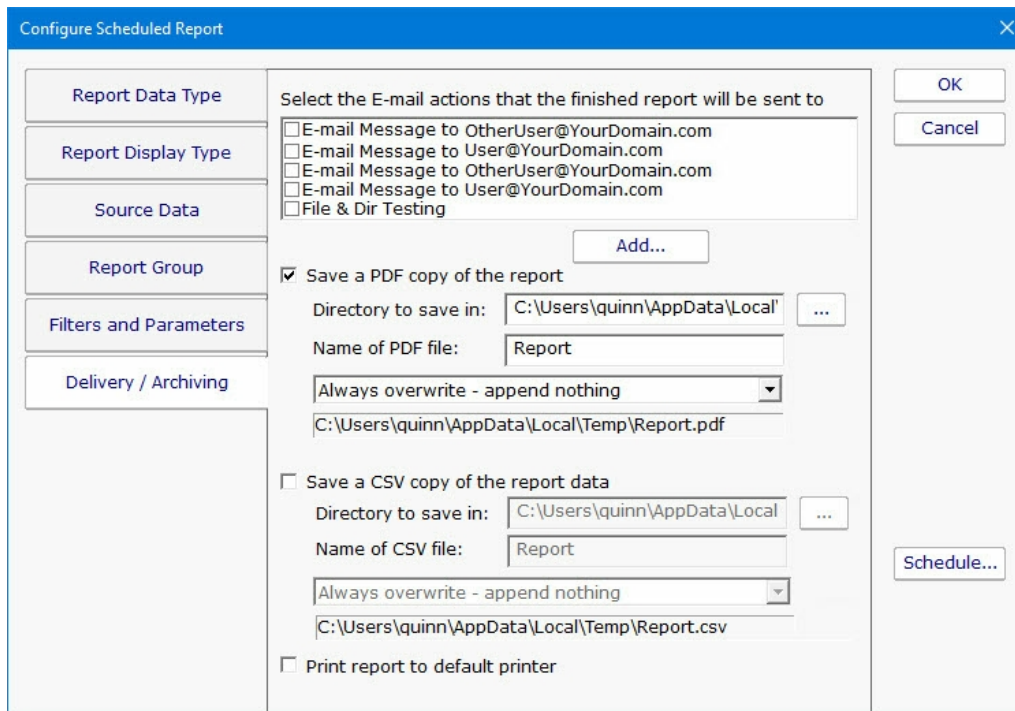 Configure Scheduled Report
Report Data Type
Report Display Type
Source Data
Report Group
Filters and Parameters
Delivery / Archiving
Select the E-mail actions that the finished report will be sent to
E-mail Message to OtherUser@YourDomain.com
E-mail Message to User@YourDomain.com
E-mail Message to OtherUser@YourDomain.com
E-mail Message to User@YourDomain.com
File & Dir Testing
Add...
Save a PDF copy of the report
Directory to save in: C:\Users\quinn\AppData\Local\ ...
Name of PDF file: Report
Always overwrite - append nothing
C:\Users\quinn\AppData\Local\Temp\Report.pdf
Save a CSV copy of the report data
Directory to save in: C:\Users\quinn\AppData\Local ...
Name of CSV file: Report
Always overwrite - append nothing
C:\Users\quinn\AppData\Local\Temp\Report.csv
Print report to default printer
OK
Cancel
Schedule...